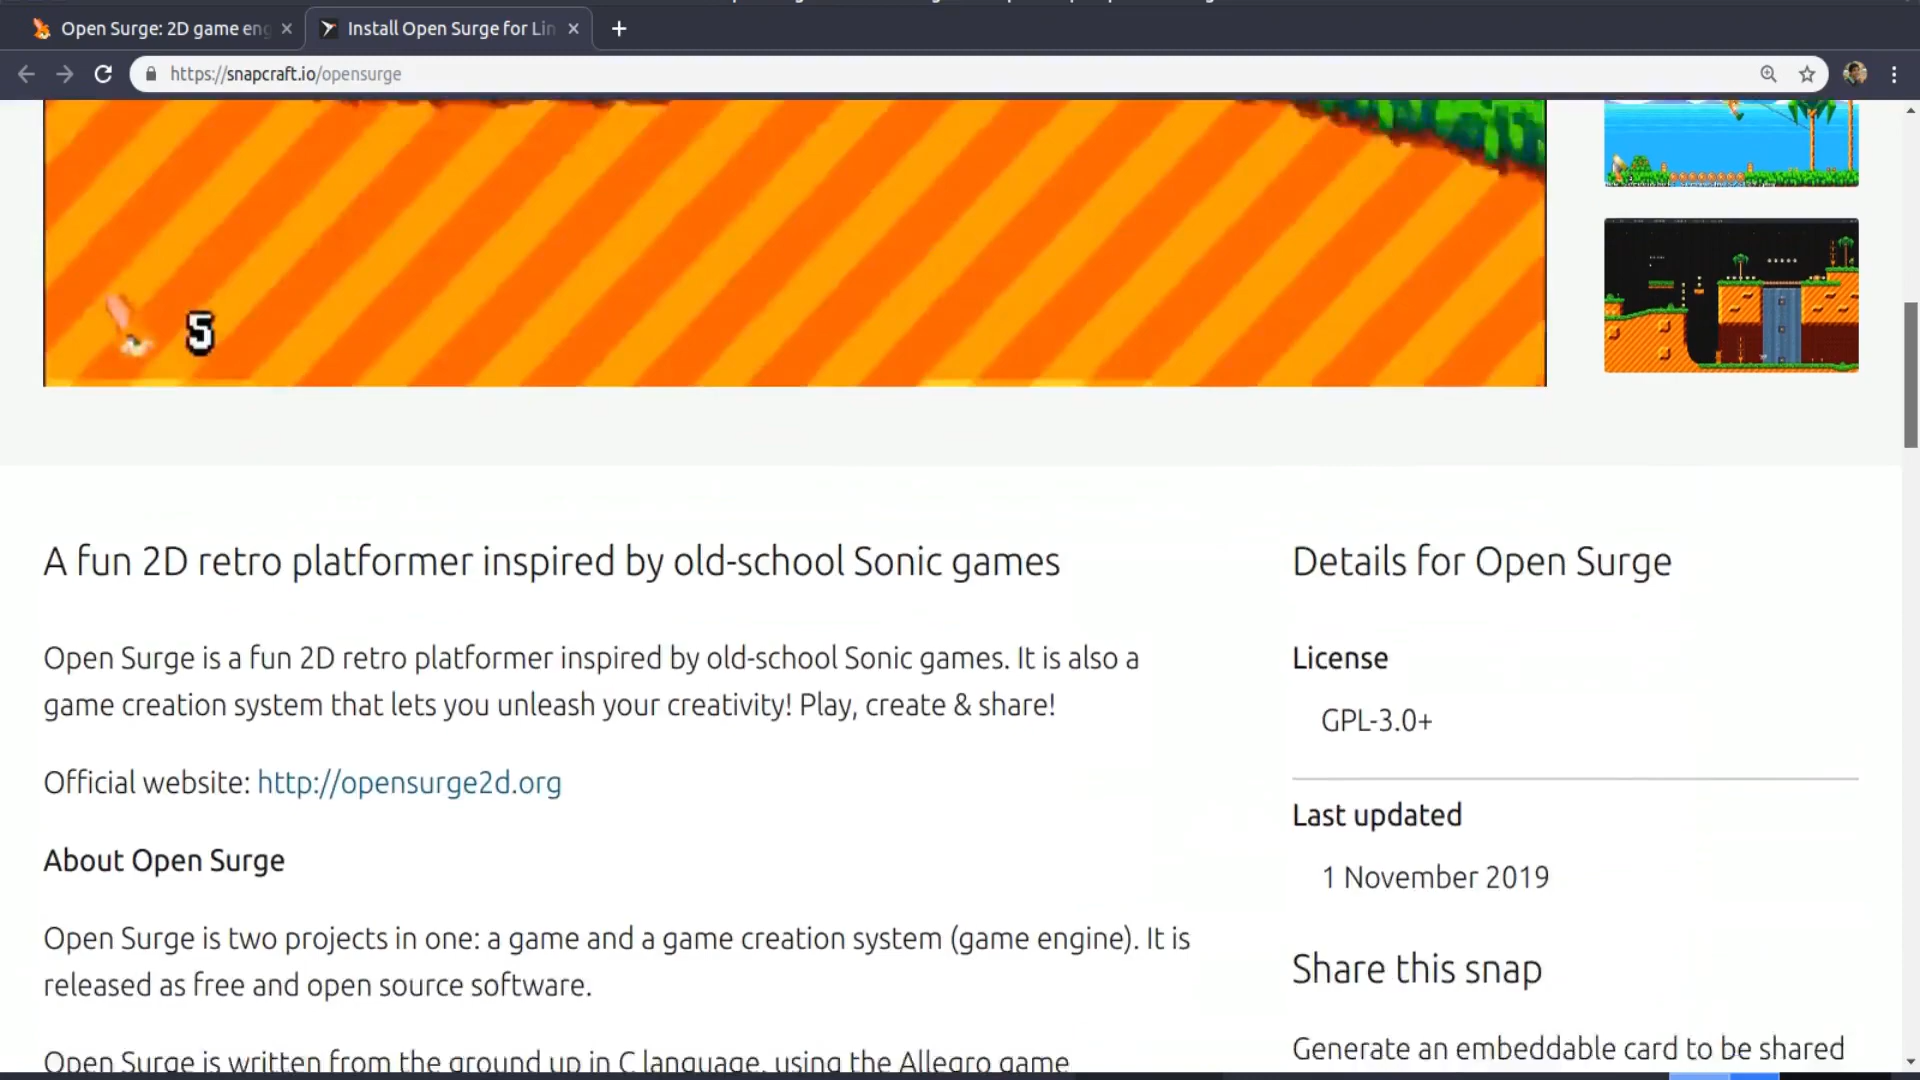 Open Surge: 2D game eng
Install Open Surge for Lin
https://snapcraft.io/opensurge
5
A fun 2D retro platformer inspired by old-school Sonic games
Open Surge is a fun 2D retro platformer inspired by old-school Sonic games. It is also a
game creation system that lets you unleash your creativity! Play, create & share!
Official website: http://opensurge2d.org
About Open Surge
Open Surge is two projects in one: a game and a game creation system (game engine). It is
released as free and open source software.
Open Surge is written from the ground up in C language, using the Allegro game
Details for Open Surge
License
GPL-3.0+
Last updated
1 November 2019
Share this snap
Generate an embeddable card to be shared